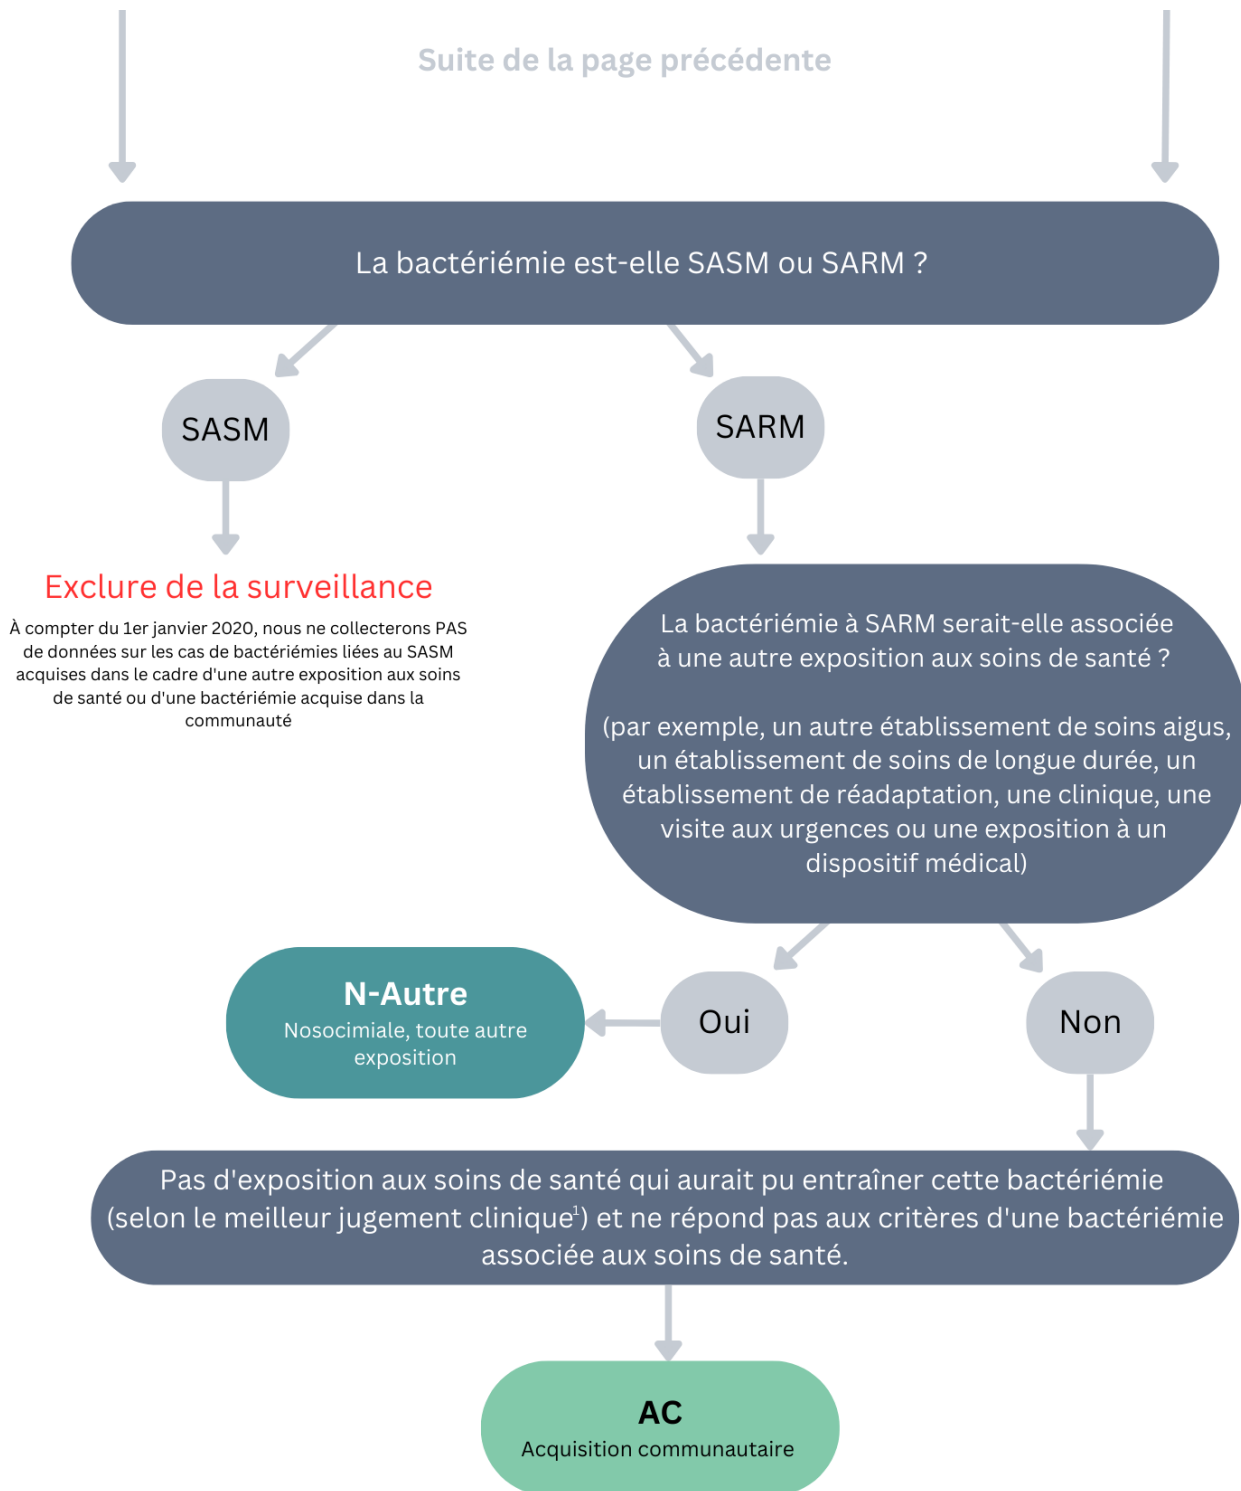 Suite de la page précédente
La bactériémie est-elle SASM ou SARM ?
SASM
SARM
Exclure de la surveillance
À compter du 1er janvier 2020, nous ne collecterons PAS
de données sur les cas de bactériémies liées au SASM
acquises dans le cadre d'une autre exposition aux soins
de santé ou d'une bactériémie acquise dans la
communauté
La bactériémie à SARM serait-elle associée
à une autre exposition aux soins de santé ?
(par exemple, un autre établissement de soins aigus,
un établissement de soins de longue durée, un
établissement de réadaptation, une clinique, une
visite aux urgences ou une exposition à un
dispositif médical)
N-Autre
Nosocimiale, toute autre
exposition
Oui
Non
Pas d'exposition aux soins de santé qui aurait pu entraîner cette bactériémie
(selon le meilleur jugement clinique¹) et ne répond pas aux critères d'une bactériémie
associée aux soins de santé.
AC
Acquisition communautaire